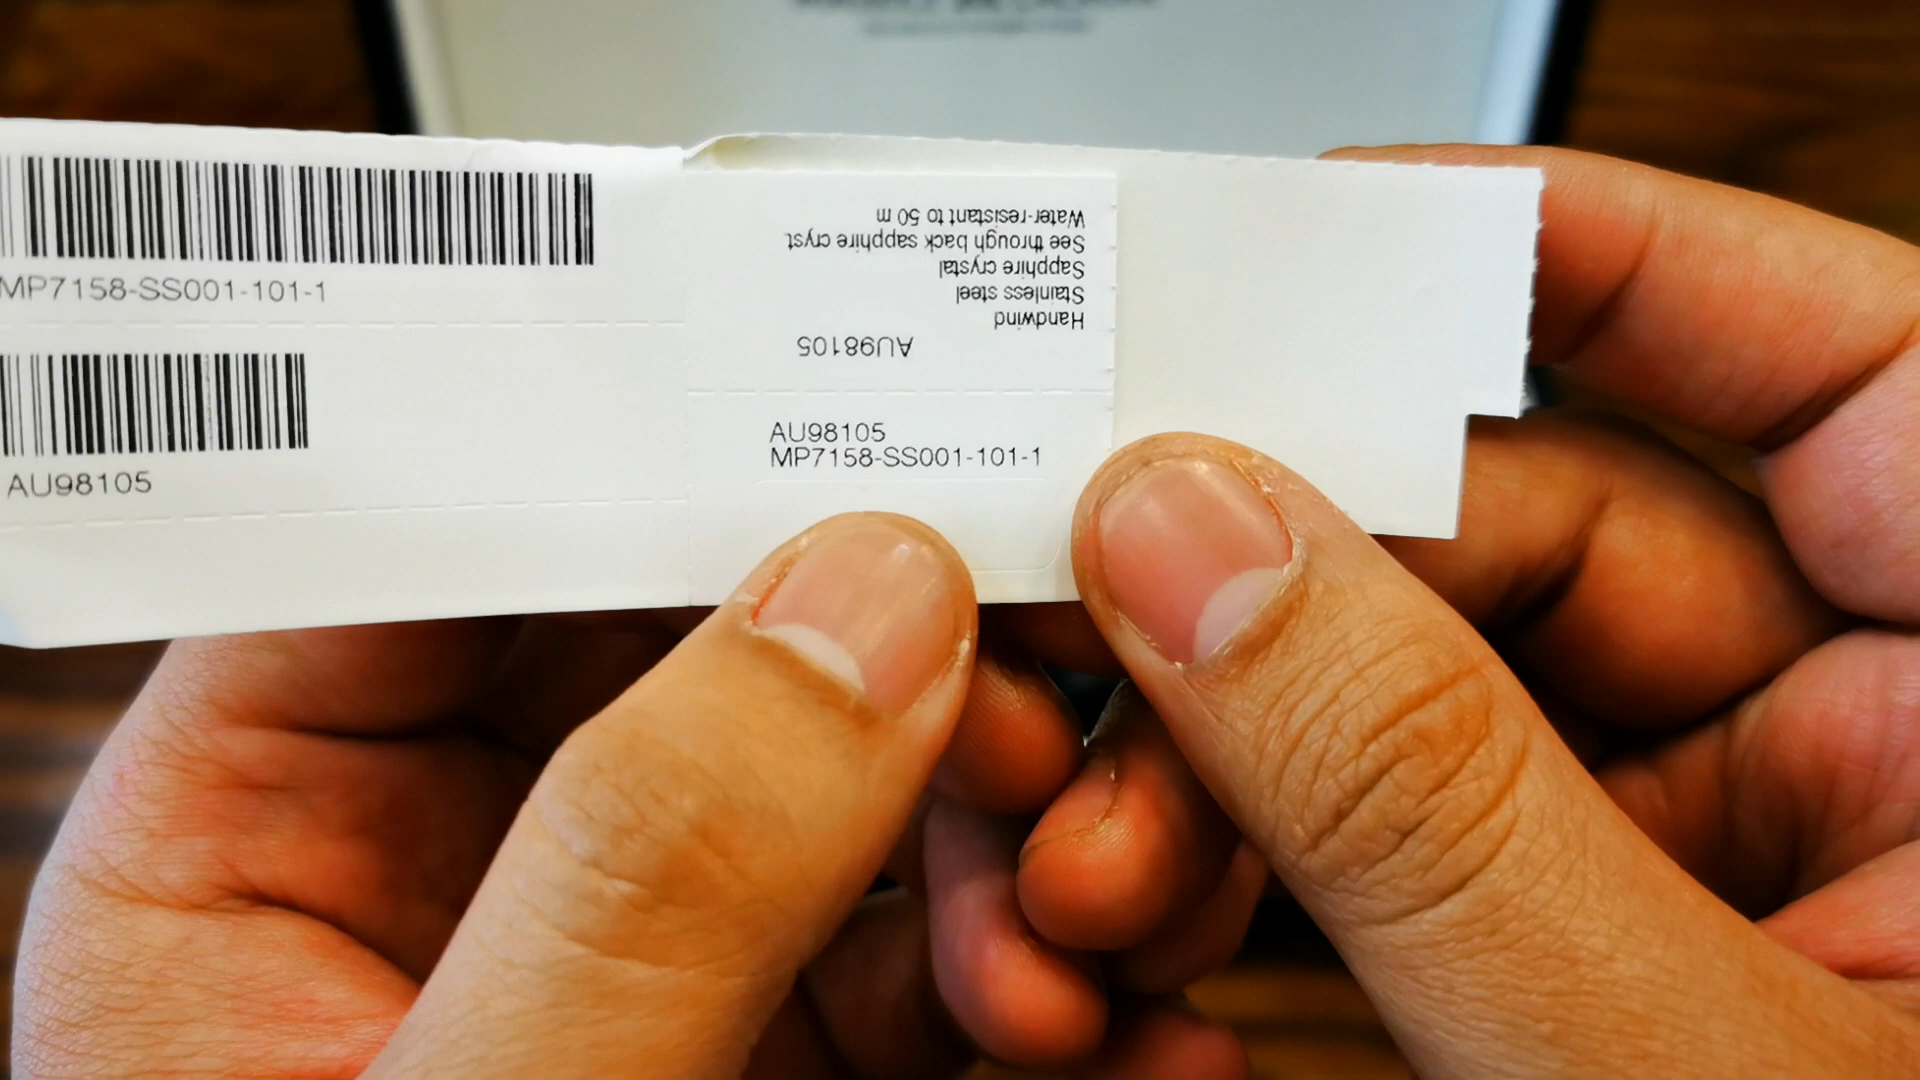 MP7158-SS001-101-1
AU98105
Water-resistant to 50 m
See through back sapphire cryst
Sapphire crystal
Stainless steel
Handwind
AU98105
AU98105
MP7158-SS001-101-1